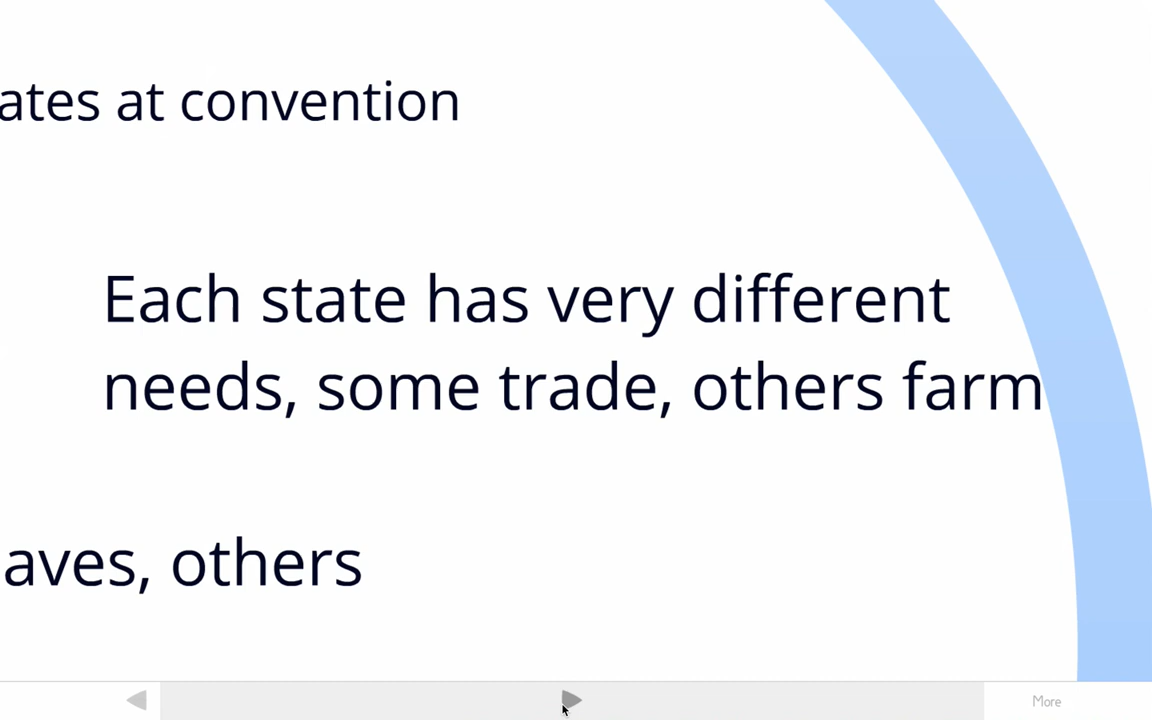 ates at convention
Each state has very different
needs, some trade, others farm
aves, others
More